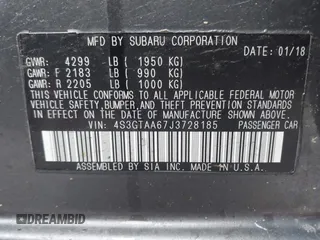 MFD BY SUBARU CORPORATION
DATE: 01/18
GVWR: 4299 LB ( 1950 KG)
GAWR: F 2183 LB ( 990 KG)
GAWR: R 2205 LB ( 1000 KG)
THIS VEHICLE CONFORMS TO ALL APPLICABLE FEDERAL MOTOR
VEHICLE SAFETY, BUMPER, AND THEFT PREVENTION STANDARDS
IN EFFECT ON THE DATE OF MANUFACTURE SHOWN ABOVE.
VIN: 4S3GTAA67J3728185 PASSENGER CAR
ASSEMBLED BY SIA INC. MADE IN U.S.A.
DREAMBID